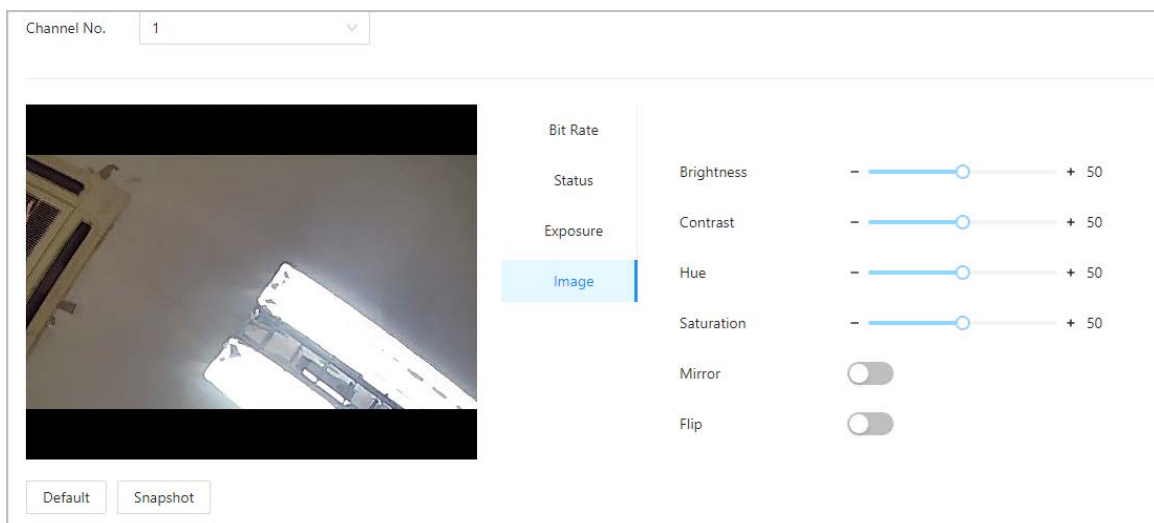 Channel No. 1
Bit Rate
Status
Exposure
Image
Brightness - + 50
Contrast - + 50
Hue - + 50
Saturation - + 50
Mirror
Flip
Default Snapshot